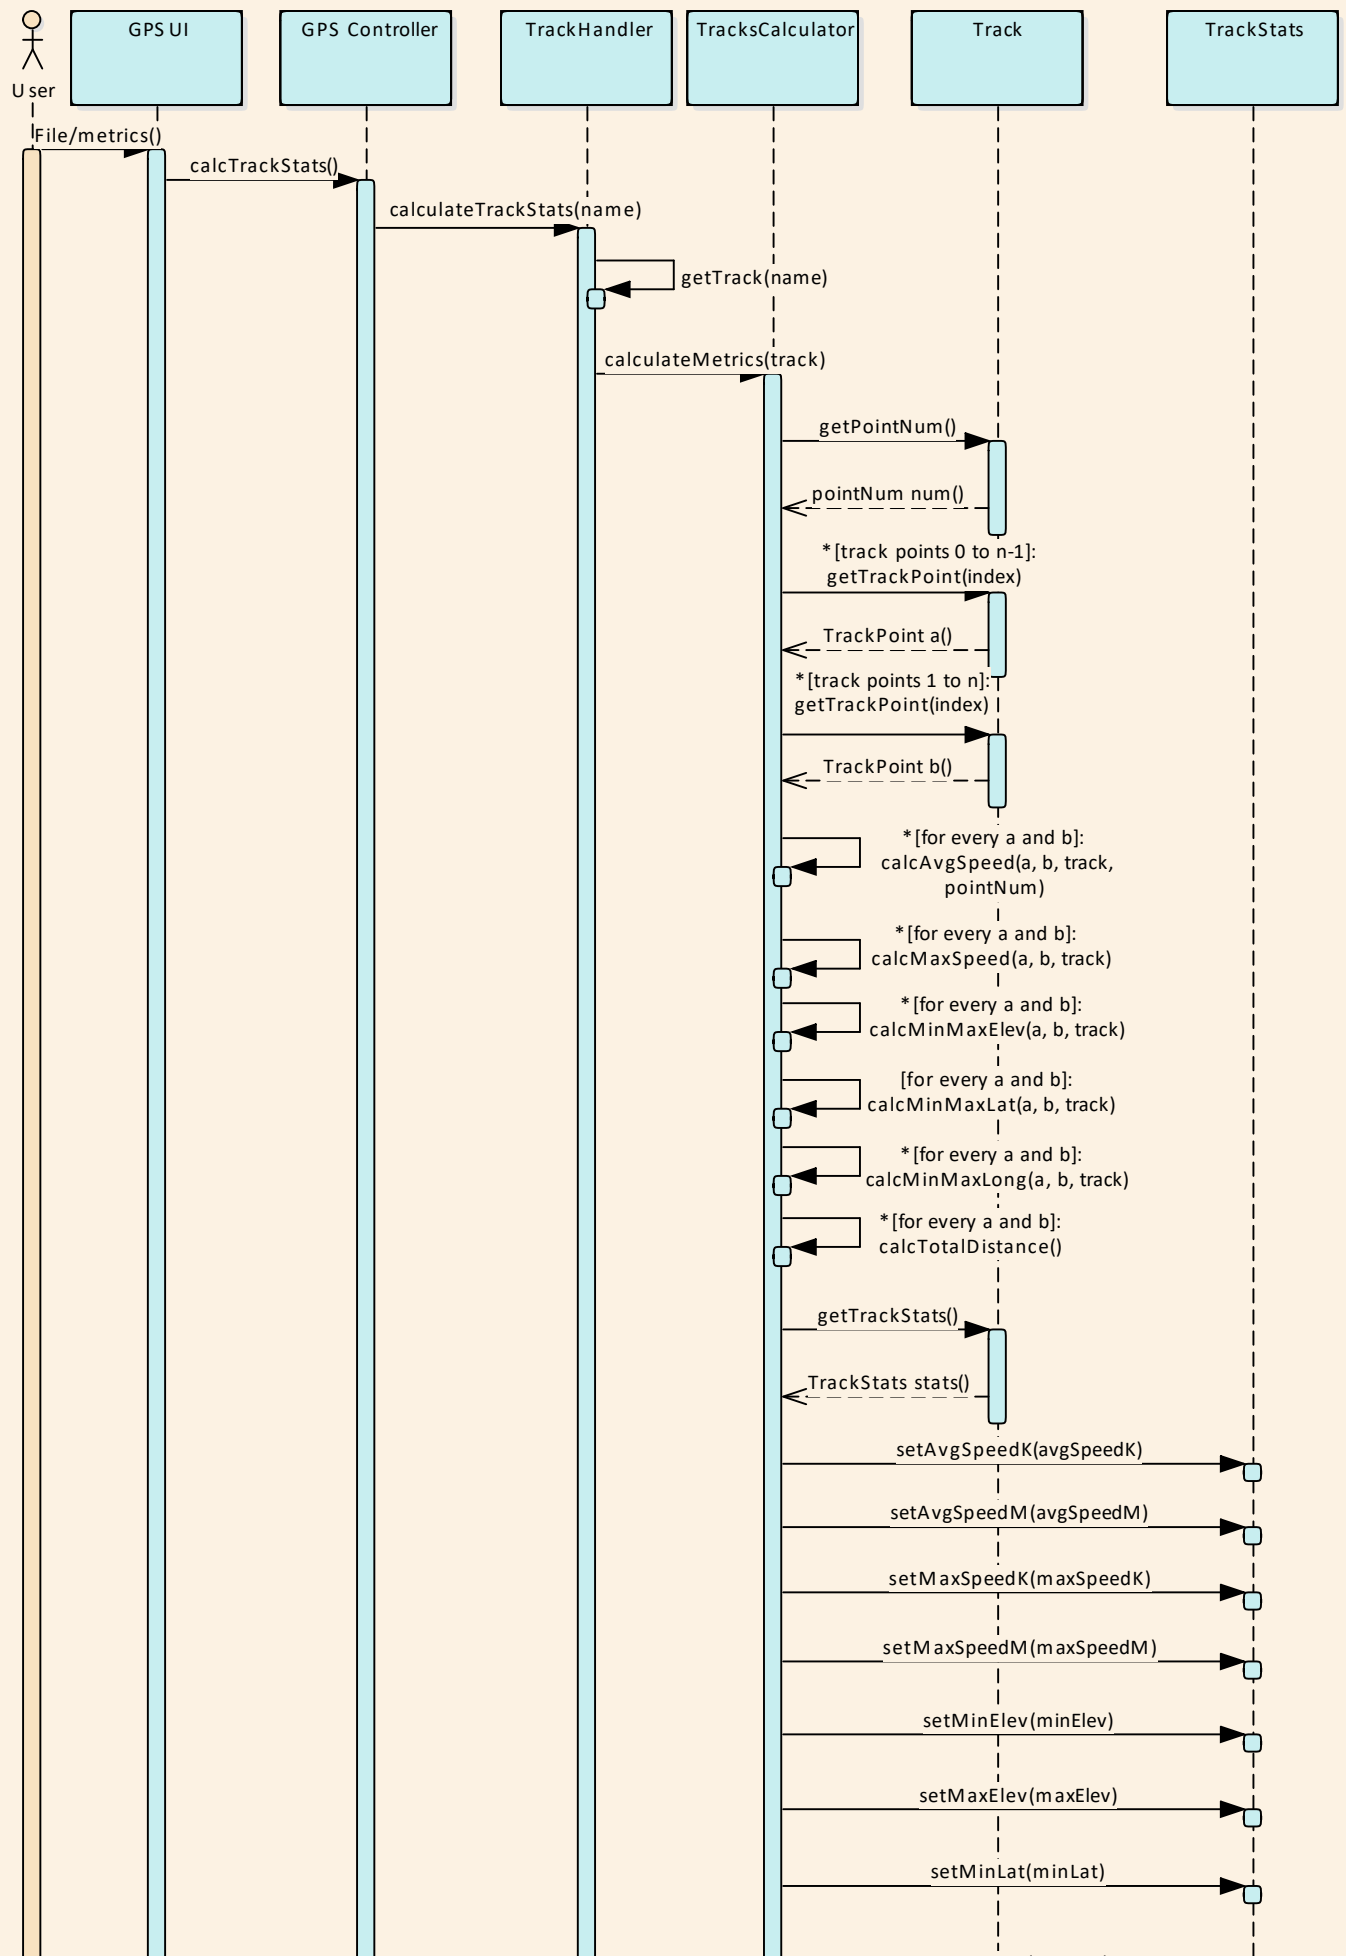 GPS UI
GPS Controller
TrackHandler
TracksCalculator
Track
TrackStats
User
File/metrics()
calcTrackStats()
calculateTrackStats(name)
getTrack(name)
calculateMetrics(track)
getPointNum()
pointNum num()
*[track points 0 to n-1]:
getTrackPoint(index)
TrackPoint a()
*[track points 1 to n]:
getTrackPoint(index)
TrackPoint b()
*[for every a and b]:
calcAvgSpeed(a, b, track,
pointNum)
*[for every a and b]:
calcMaxSpeed(a, b, track)
*[for every a and b]:
calcMinMaxElev(a, b, track)
[for every a and b]:
calcMinMaxLat(a, b, track)
*[for every a and b]:
calcMinMaxLong(a, b, track)
*[for every a and b]:
calcTotalDistance()
getTrackStats()
TrackStats stats()
setAvgSpeedK(avgSpeedK)
setAvgSpeedM(avgSpeedM)
setMaxSpeedK(maxSpeedK)
setMaxSpeedM(maxSpeedM)
setMinElev(minElev)
setMaxElev(maxElev)
setMinLat(minLat)